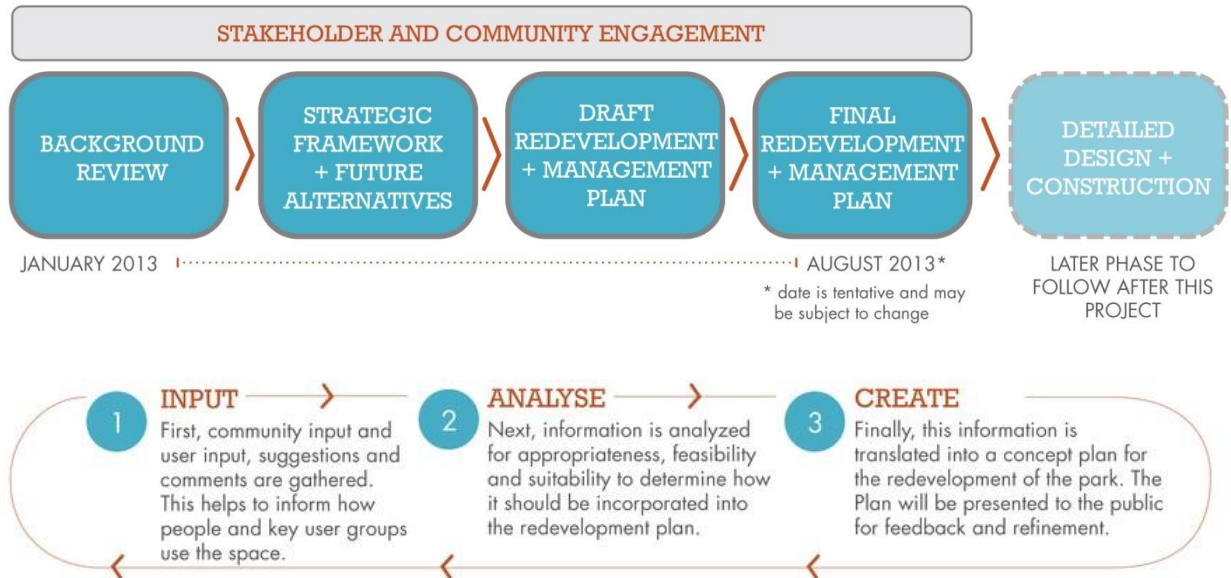 STAKEHOLDER AND COMMUNITY ENGAGEMENT
BACKGROUND
REVIEW
STRATEGIC
FRAMEWORK
+ FUTURE
ALTERNATIVES
DRAFT
REDEVELOPMENT
+ MANAGEMENT
PLAN
FINAL
REDEVELOPMENT
+ MANAGEMENT
PLAN
DETAILED
DESIGN +
CONSTRUCTION
JANUARY 2013
AUGUST 2013*
* date is tentative and may
be subject to change
LATER PHASE TO
FOLLOW AFTER THIS
PROJECT
1
INPUT
First, community input and
user input, suggestions and
comments are gathered.
This helps to inform how
people and key user groups
use the space.
2
ANALYSE
Next, information is analyzed
for appropriateness, feasibility
and suitability to determine how
it should be incorporated into
the redevelopment plan.
3
CREATE
Finally, this information is
translated into a concept plan for
the redevelopment of the park. The
Plan will be presented to the public
for feedback and refinement.